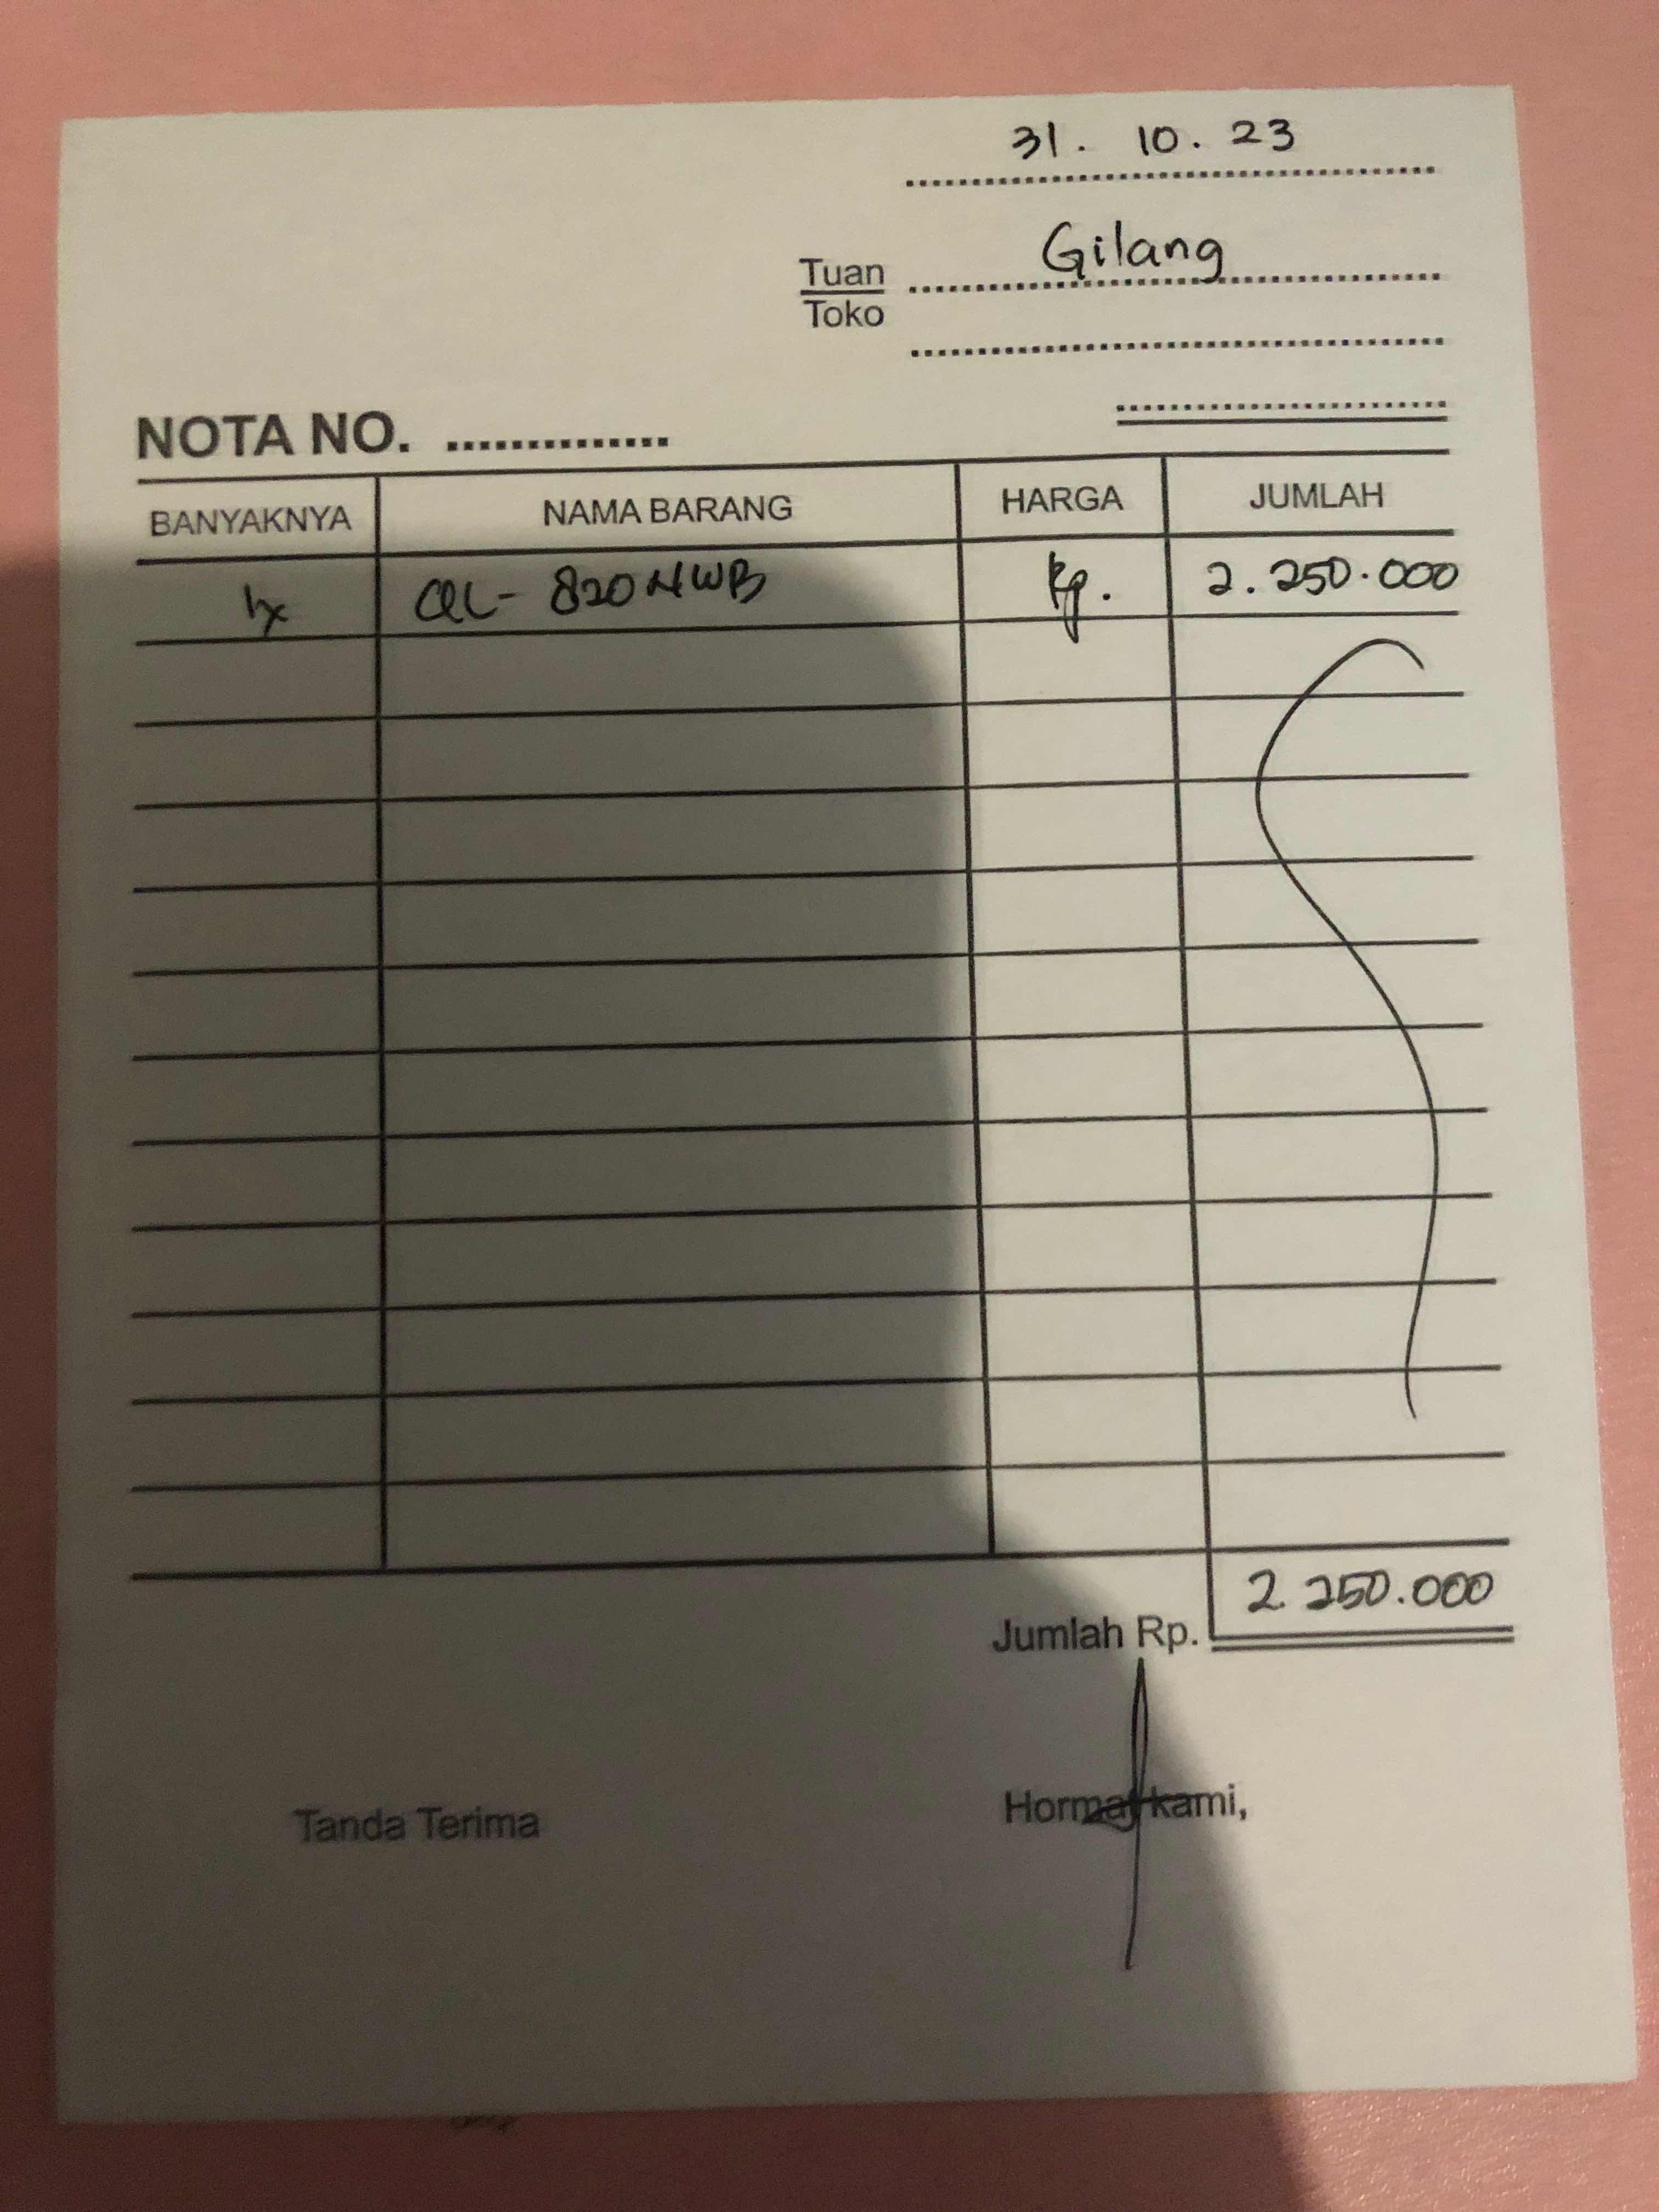 31. 10. 23
Tuan Gilang
Toko
NOTA NO. ..............
BANYAKNYA NAMA BARANG HARGA JUMLAH
1x QL- 820NWB Rp. 2.250.000
Jumlah Rp. 2.250.000
Tanda Terima Hormat kami,